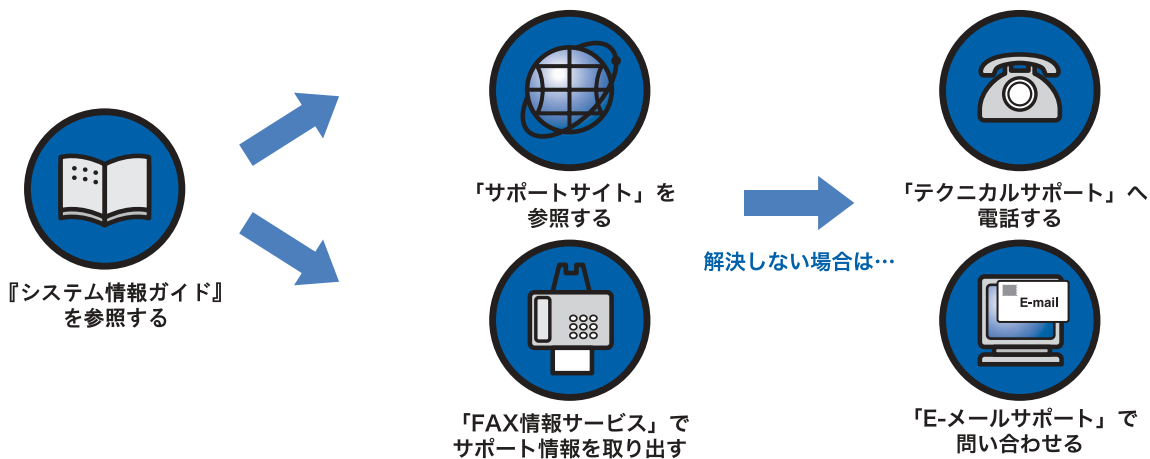 『システム情報ガイド』
を参照する
「サポートサイト」を
参照する
「FAX情報サービス」で
サポート情報を取り出す
解決しない場合は…
「テクニカルサポート」へ
電話する
E-mail
「E-メールサポート」で
問い合わせる